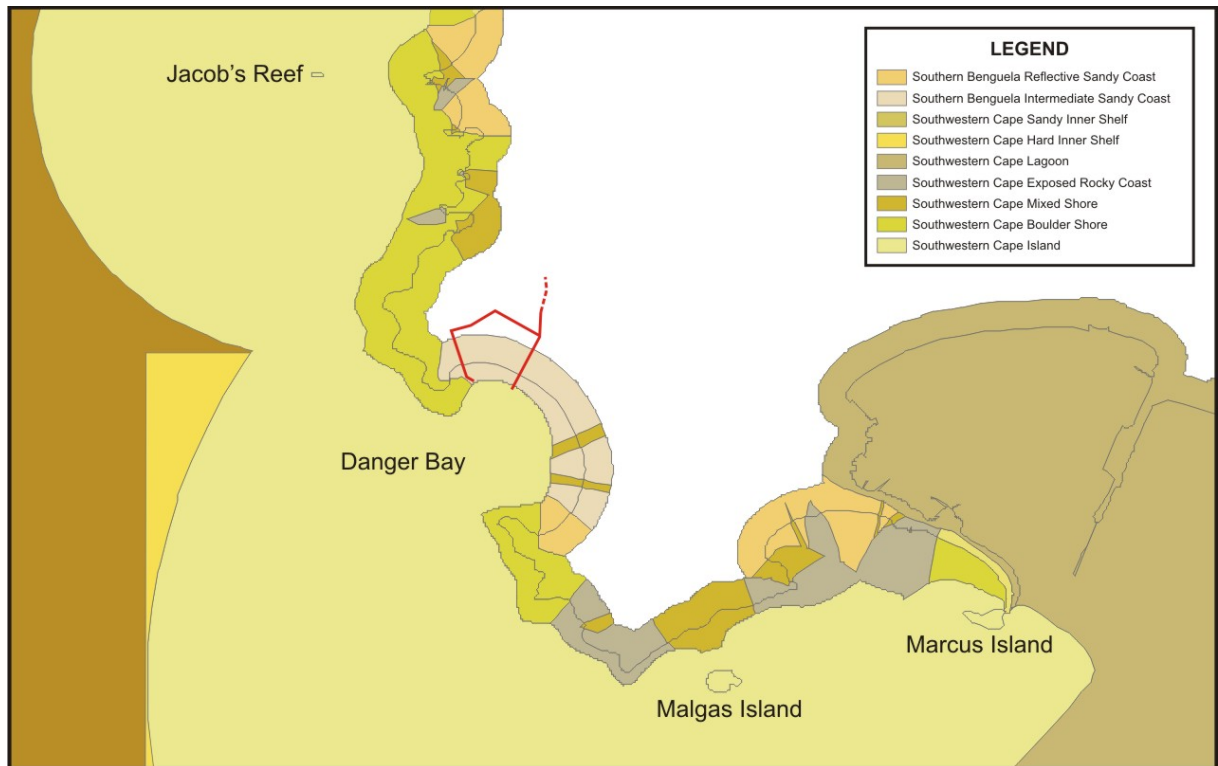 LEGEND
Jacob's Reef
Southern Benguela Reflective Sandy Coast
Southern Benguela Intermediate Sandy Coast
Southwestern Cape Sandy Inner Shelf
Southwestern Cape Hard Inner Shelf
Southwestern Cape Lagoon
Southwestern Cape Exposed Rocky Coast
Southwestern Cape Mixed Shore
Southwestern Cape Boulder Shore
Southwestern Cape Island
Danger Bay
Marcus Island
Malgas Island